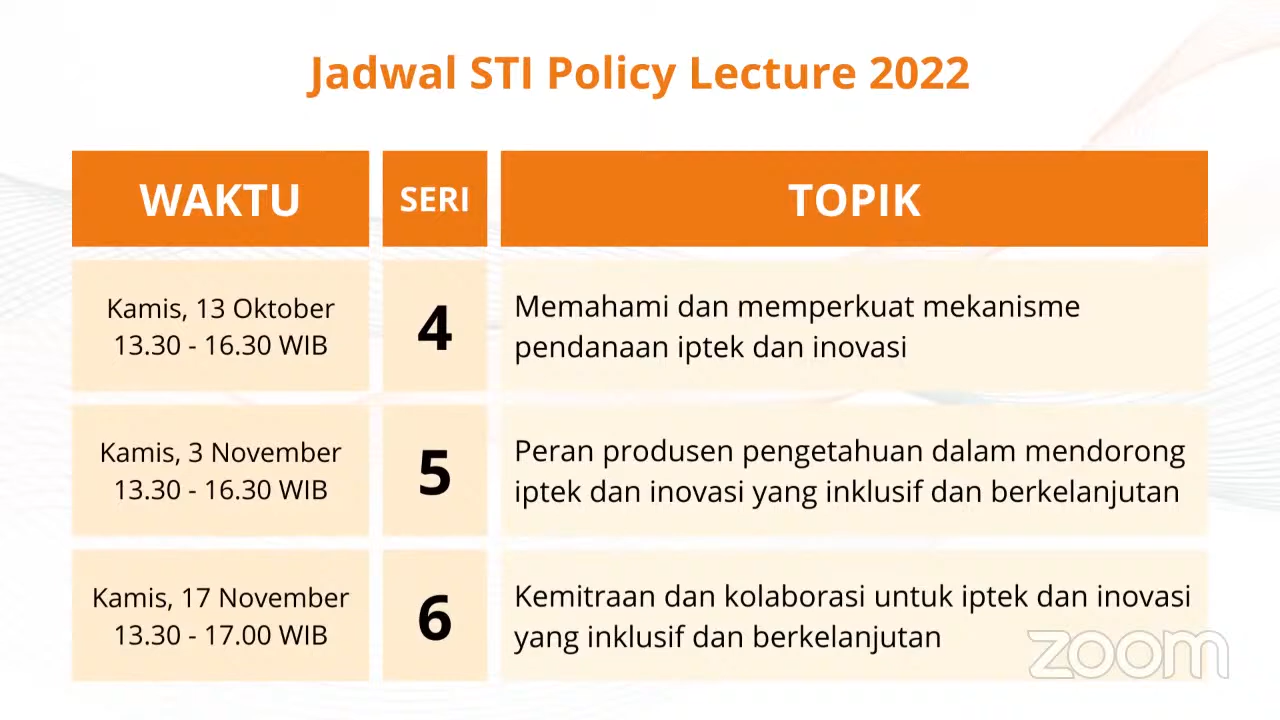 Jadwal STI Policy Lecture 2022
WAKTU
SERI
TOPIK
Kamis, 13 Oktober
13.30 - 16.30 WIB
4
Memahami dan memperkuat mekanisme
pendanaan iptek dan inovasi
Kamis, 3 November
13.30 - 16.30 WIB
5
Peran produsen pengetahuan dalam mendorong
iptek dan inovasi yang inklusif dan berkelanjutan
Kamis, 17 November
13.30 - 17.00 WIB
6
Kemitraan dan kolaborasi untuk iptek dan inovasi
yang inklusif dan berkelanjutan
zoom